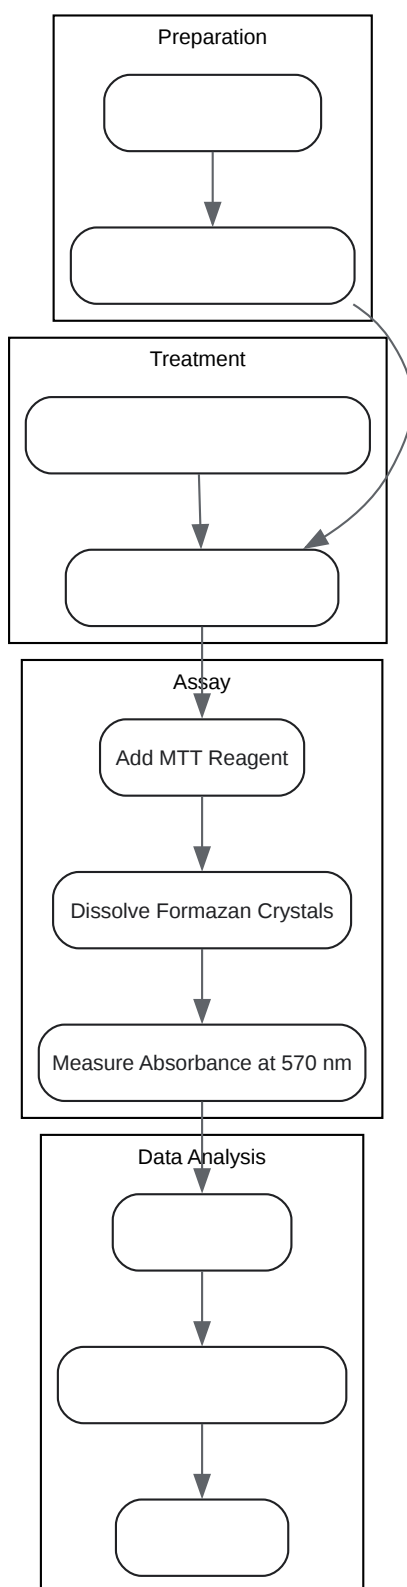 Preparation
Treatment
Assay
Add MTT Reagent
Dissolve Formazan Crystals
Measure Absorbance at 570 nm
Data Analysis